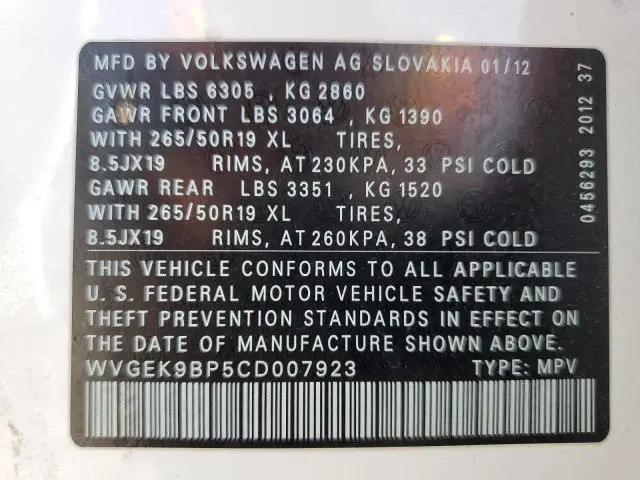 MFD BY VOLKSWAGEN AG SLOVAKIA 01/12
GVWR LBS 6305 , KG 2860
GAWR FRONT LBS 3064 , KG 1390
WITH 265/50R19 XL TIRES,
8.5JX19 RIMS, AT 230KPA, 33 PSI COLD
GAWR REAR LBS 3351 , KG 1520
WITH 265/50R19 XL TIRES,
8.5JX19 RIMS, AT 260KPA, 38 PSI COLD
THIS VEHICLE CONFORMS TO ALL APPLICABLE
U. S. FEDERAL MOTOR VEHICLE SAFETY AND
THEFT PREVENTION STANDARDS IN EFFECT ON
THE DATE OF MANUFACTURE SHOWN ABOVE.
WVGEK9BP5CD007923 TYPE: MPV
0456293 2012 37